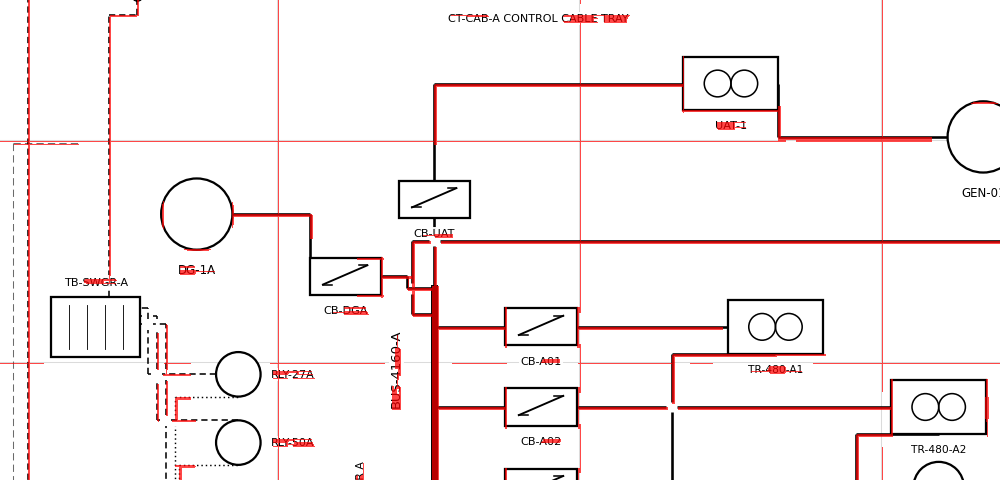 CT-CAB-A CONTROL CABLE TRAY
UAT-1
GEN-01
CB-UAT
DG-1A
TB-SWGR-A
CB-DGA
BUS-4160-A
CB-A01
TR-480-A1
RLY-27A
CB-A02
RLY-50A
TR-480-A2